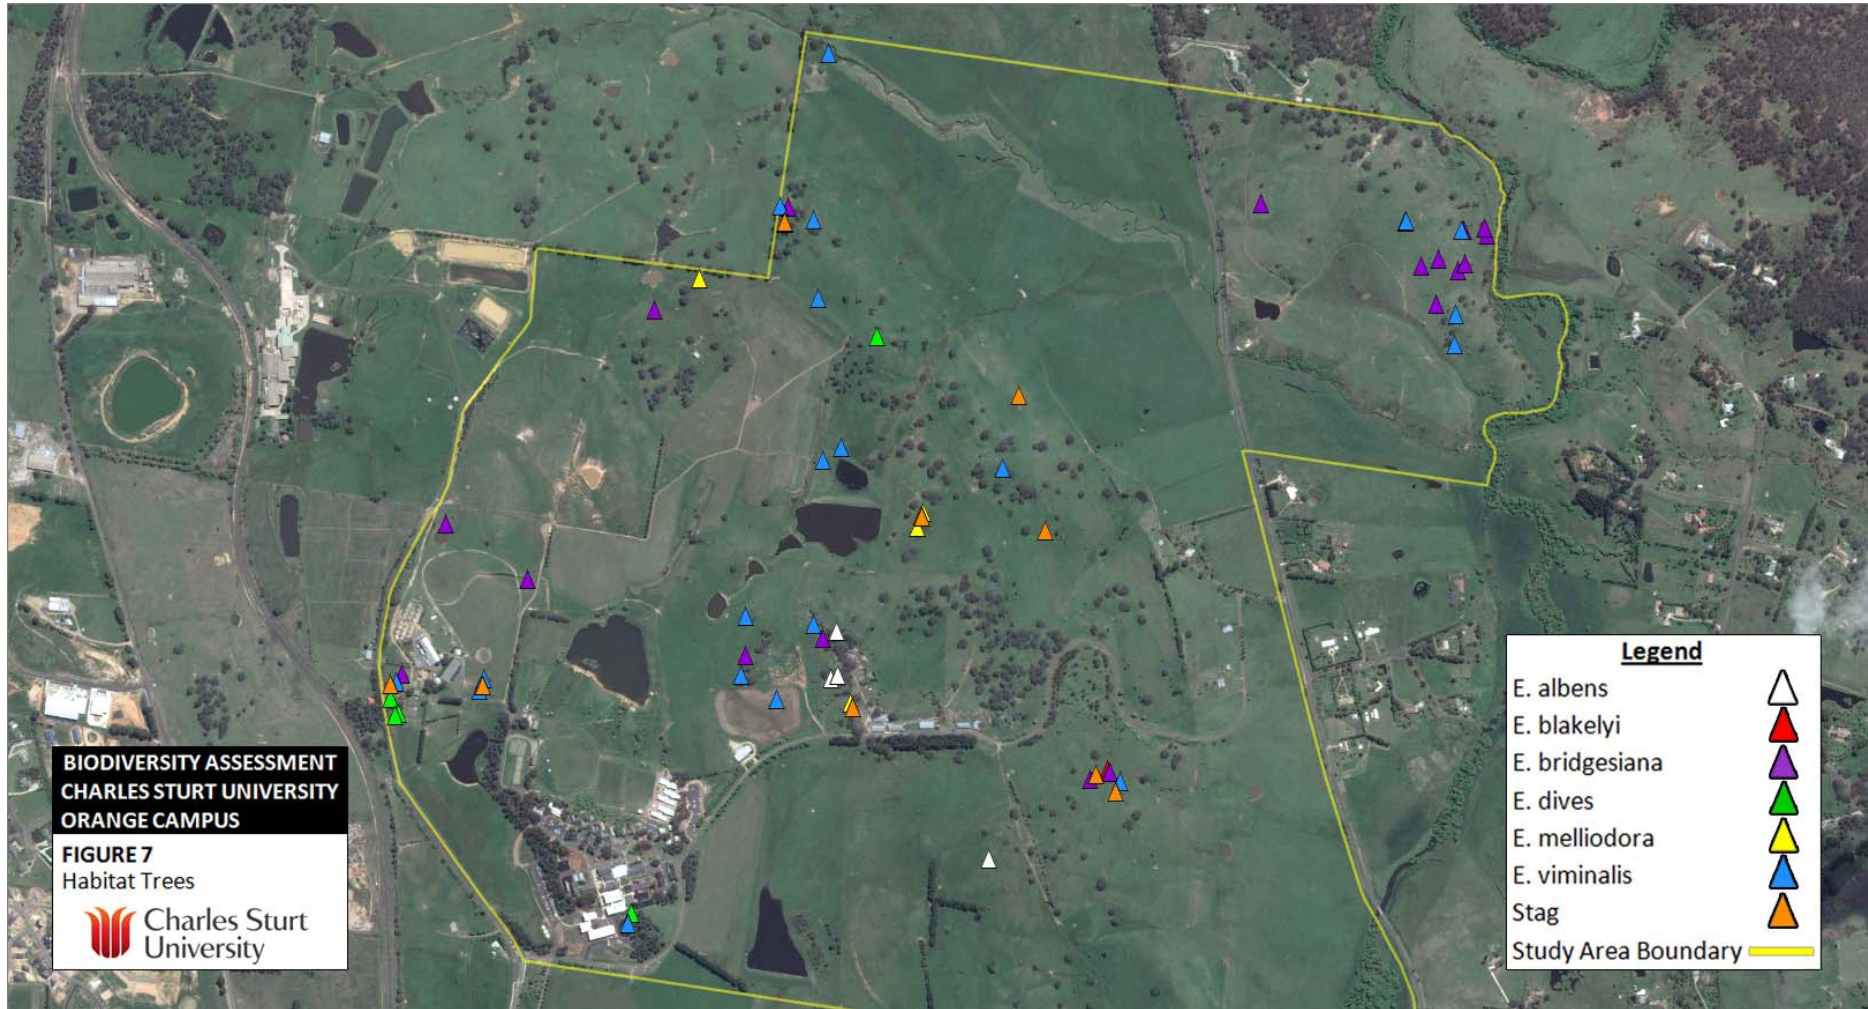 Legend
E. albens
E. blakelyi
E. bridgesiana
E. dives
E. melliodora
E. viminalis
Stag
Study Area Boundary
BIODIVERSITY ASSESSMENT
CHARLES STURT UNIVERSITY
ORANGE CAMPUS
FIGURE 7
Habitat Trees
Charles Sturt
University